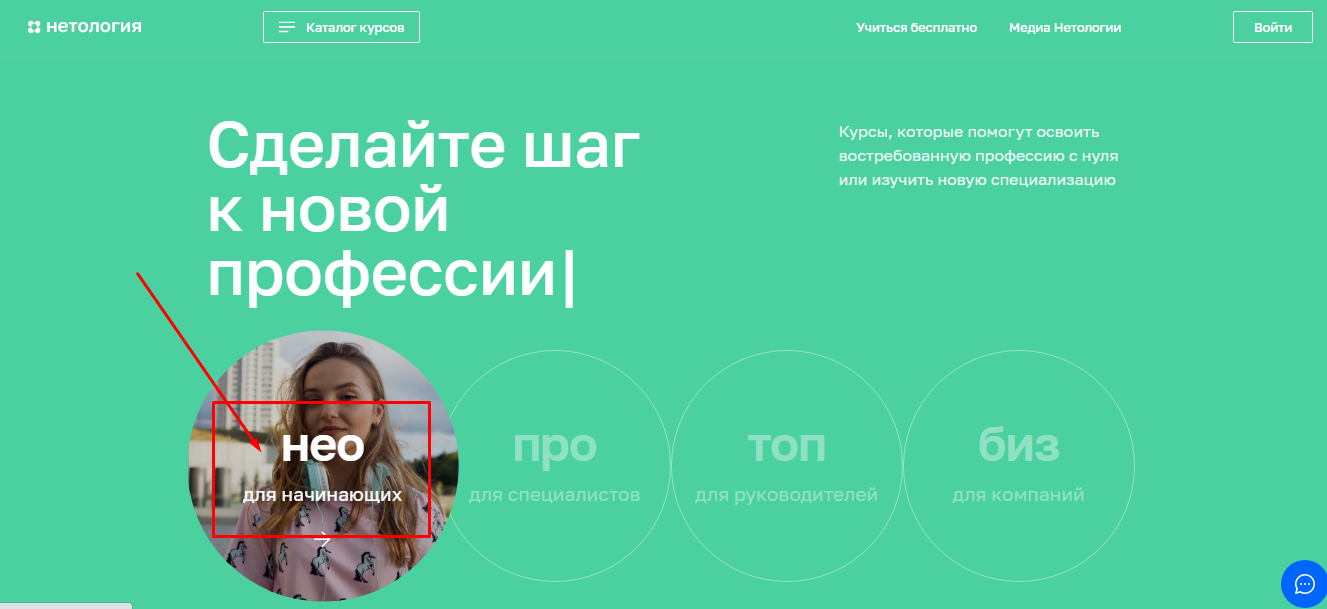 нетология
Каталог курсов
Учиться бесплатно
Медиа Нетологии
Войти
Сделайте шаг
к новой
профессии|
Курсы, которые помогут освоить
востребованную профессию с нуля
или изучить новую специализацию
нео
для начинающих
про
для специалистов
топ
для руководителей
биз
для компаний